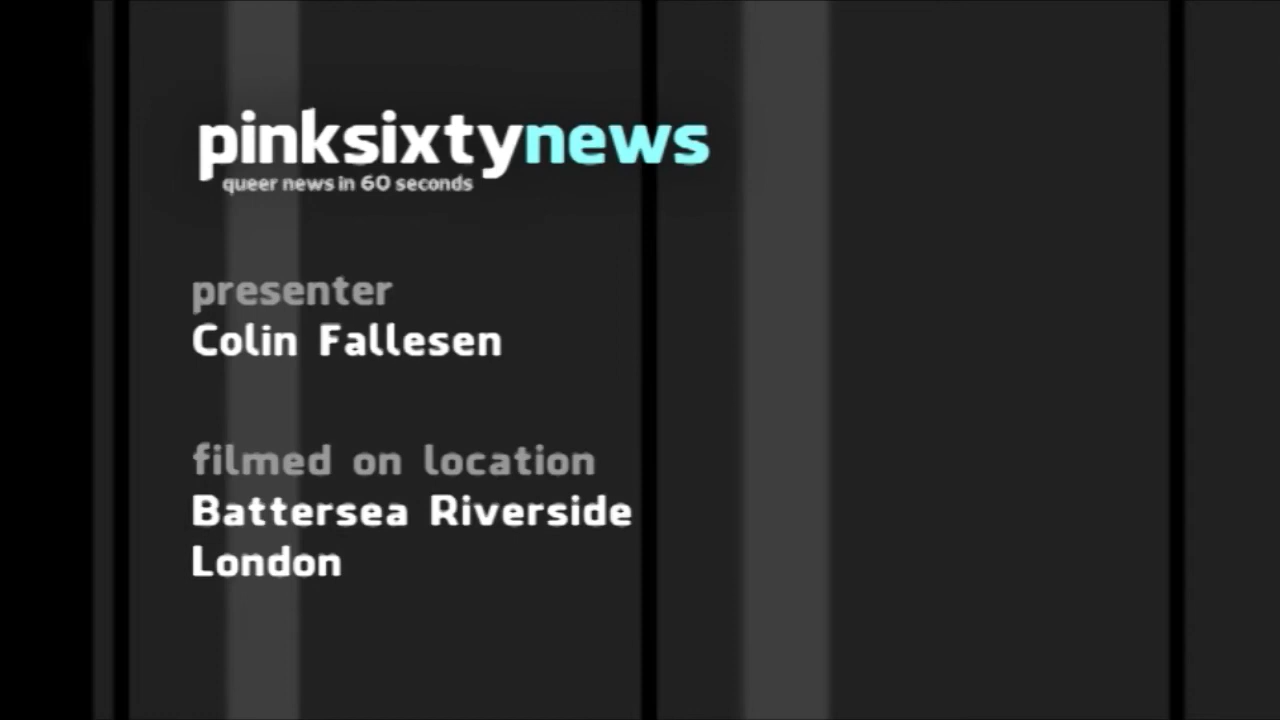 pinksixtynews
queer news in 60 seconds
presenter
Colin Fallesen
filmed on location
Battersea Riverside
London